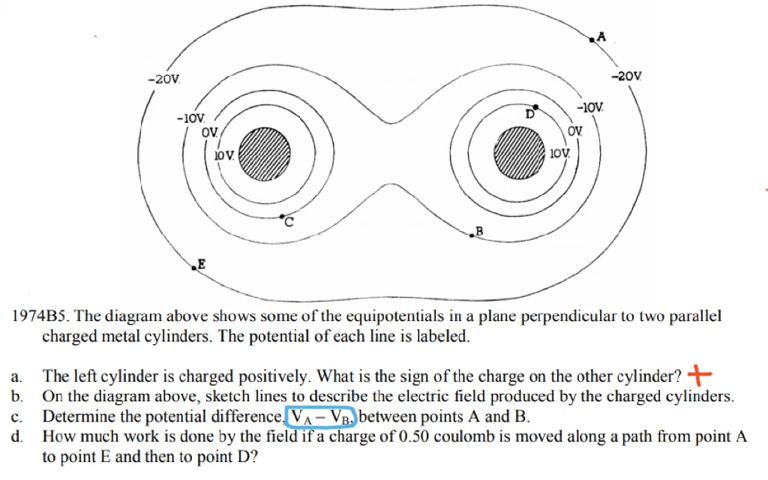 A
-20V.
-20V
-10V.
D
-10V.
0V
0V
10V.
10V.
C
B
E
1974B5. The diagram above shows some of the equipotentials in a plane perpendicular to two parallel
charged metal cylinders. The potential of each line is labeled.
a. The left cylinder is charged positively. What is the sign of the charge on the other cylinder? +
b. On the diagram above, sketch lines to describe the electric field produced by the charged cylinders.
c. Determine the potential difference, VA – VB, between points A and B.
d. How much work is done by the field if a charge of 0.50 coulomb is moved along a path from point A
to point E and then to point D?